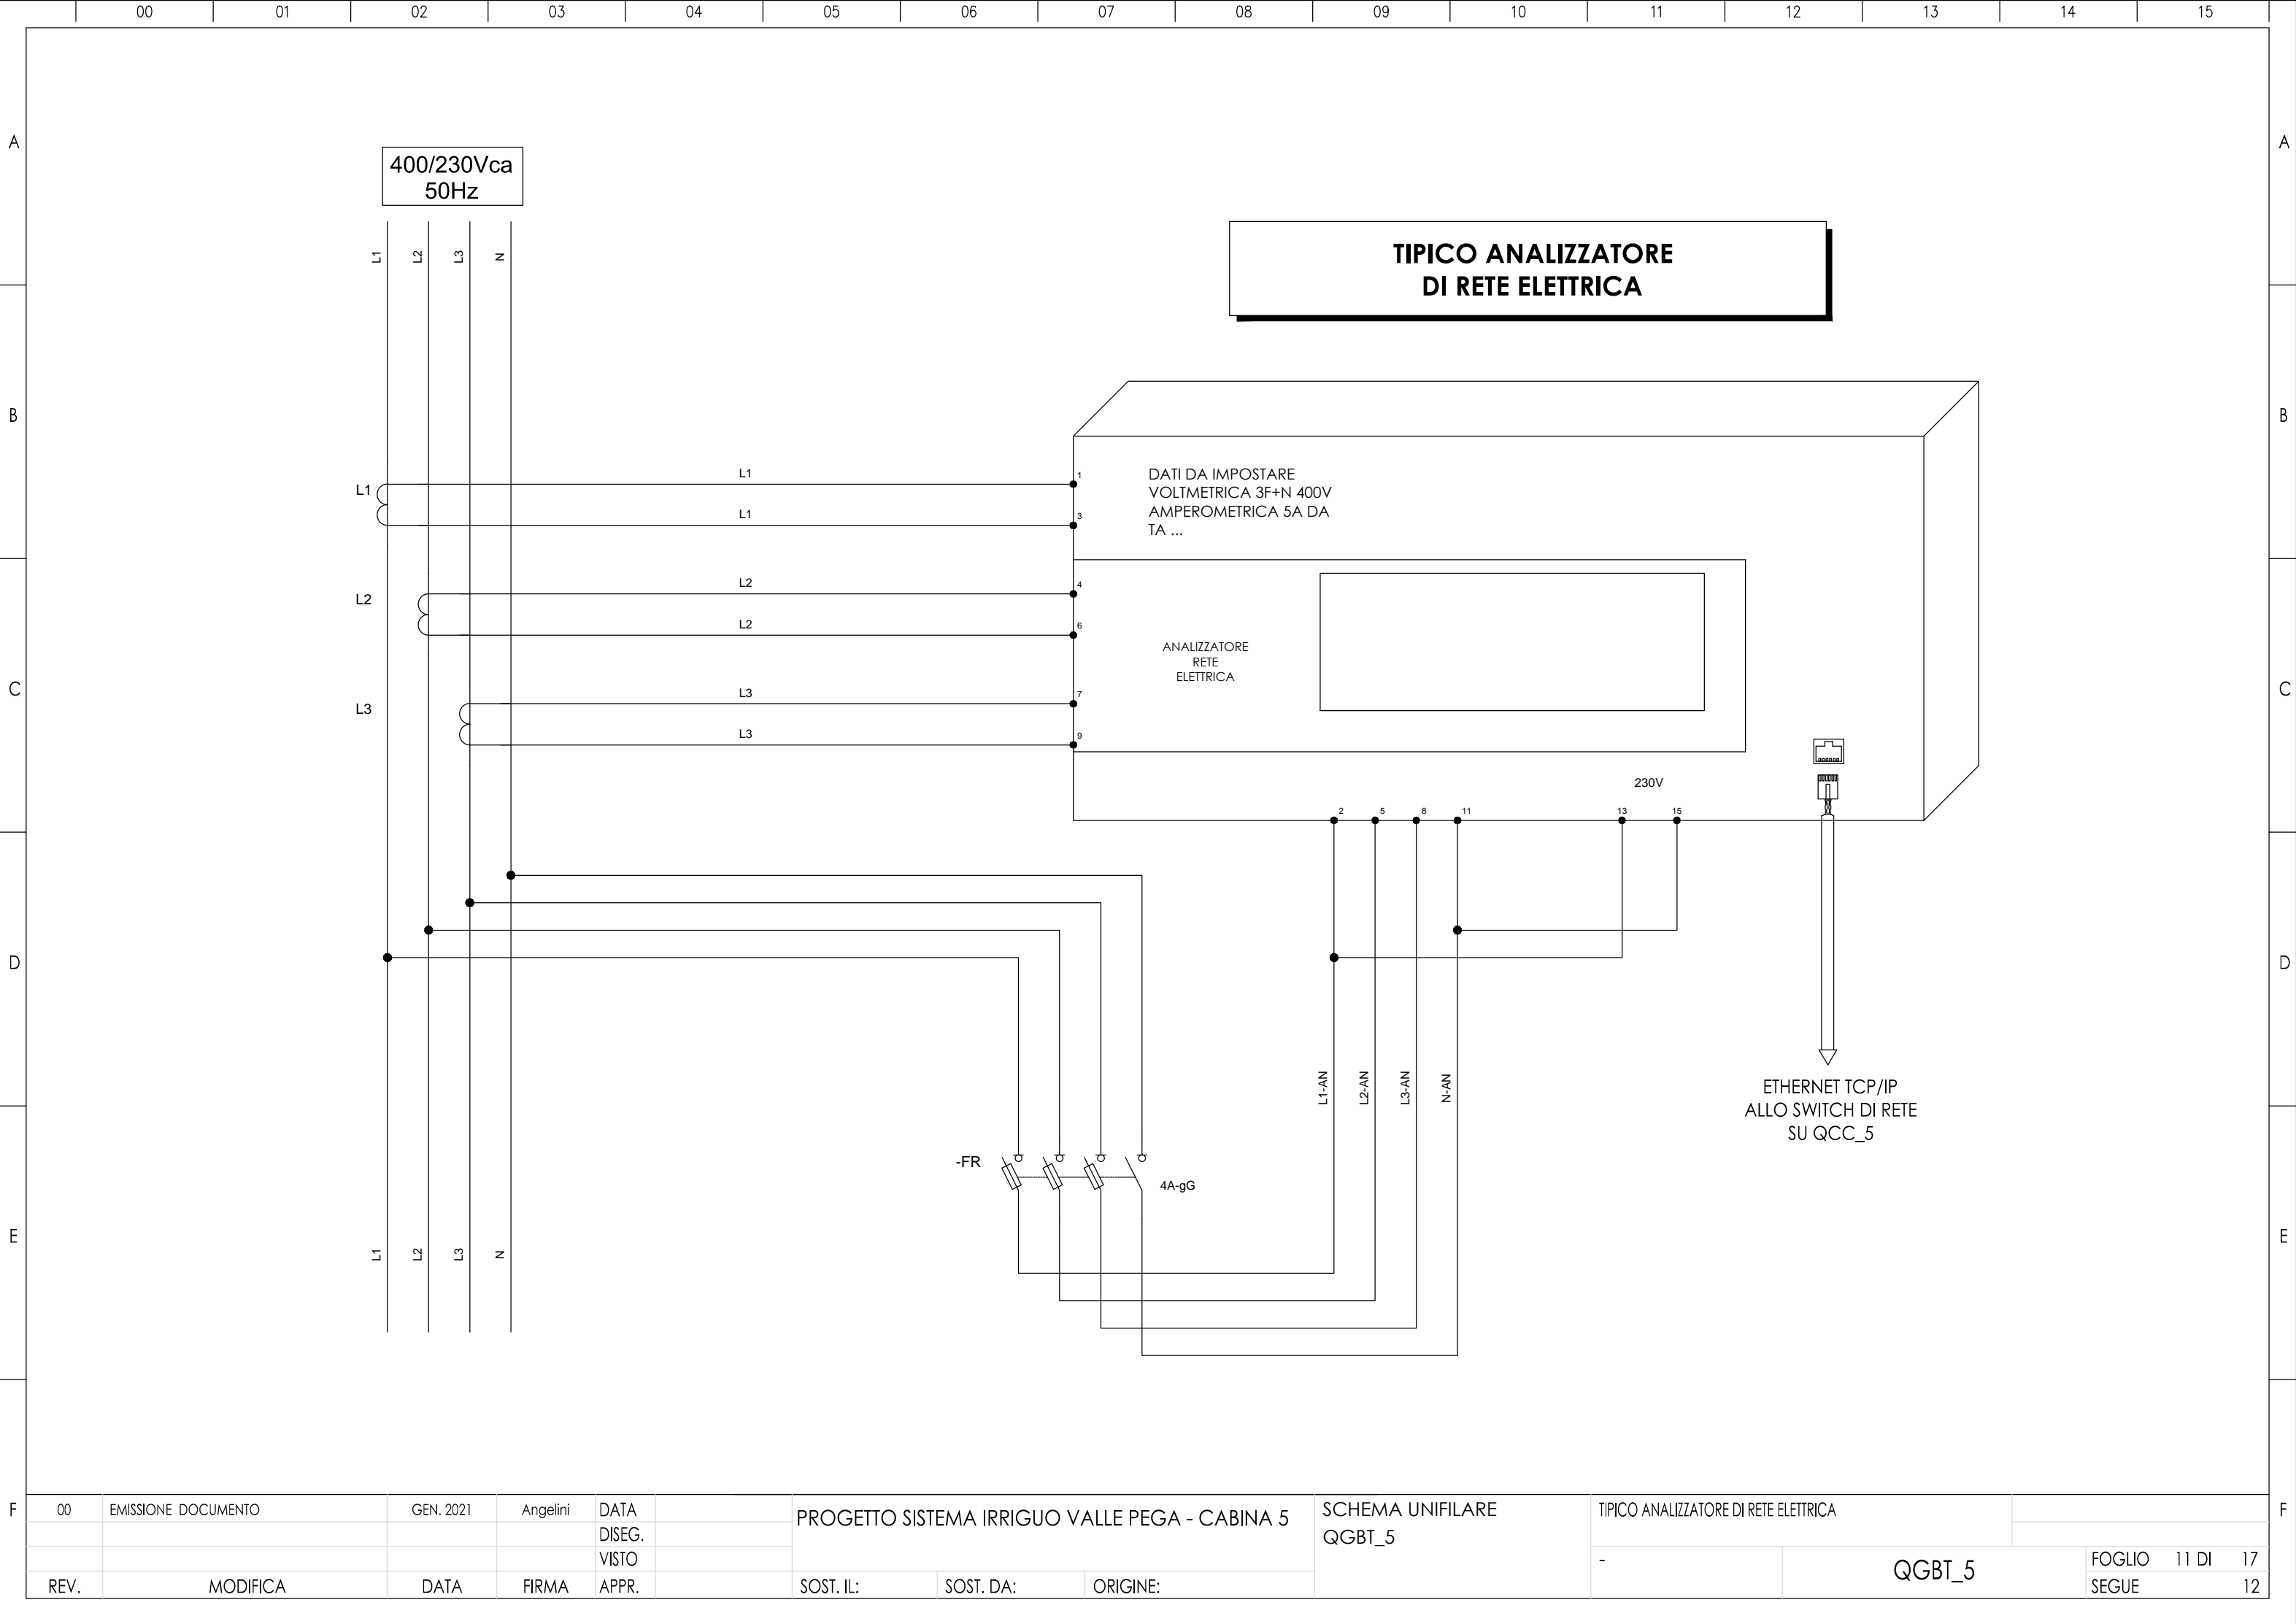 00 01 02 03 04 05 06 07 08 09 10 11 12 13 14 15
A A
400/230Vca
50Hz
L1 L2 L3 N
TIPICO ANALIZZATORE
DI RETE ELETTRICA
B B
L1 L1 1
L1 3
DATI DA IMPOSTARE
VOLTMETRICA 3F+N 400V
AMPEROMETRICA 5A DA
TA ...
L2 L2 4
L2 6
ANALIZZATORE
RETE
ELETTRICA
C C
L3 L3 7
L3 9
230V
2 5 8 11 13 15
D D
L1-AN L2-AN L3-AN N-AN
ETHERNET TCP/IP
ALLO SWITCH DI RETE
SU QCC_5
-FR
4A-gG
E E
L1 L2 L3 N
F F
00 EMISSIONE DOCUMENTO GEN. 2021 Angelini DATA
DISEG.
VISTO
REV. MODIFICA DATA FIRMA APPR.
PROGETTO SISTEMA IRRIGUO VALLE PEGA - CABINA 5
SOST. IL: SOST. DA: ORIGINE:
SCHEMA UNIFILARE
QGBT_5
TIPICO ANALIZZATORE DI RETE ELETTRICA
- QGBT_5
FOGLIO 11 DI 17
SEGUE 12